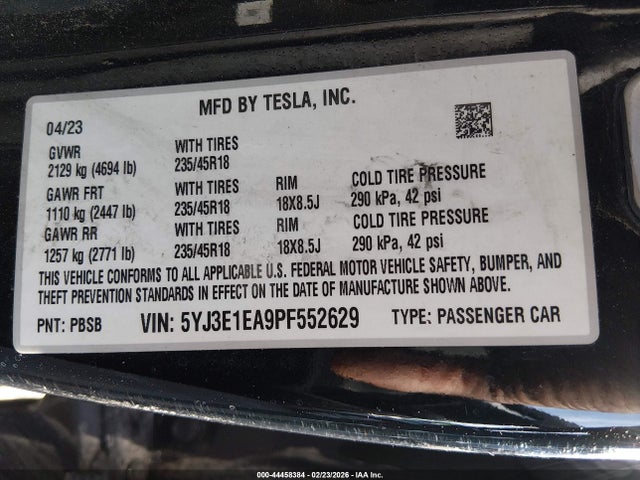 MFD BY TESLA, INC.
04/23
GVWR WITH TIRES
2129 kg (4694 lb) 235/45R18
GAWR FRT WITH TIRES RIM COLD TIRE PRESSURE
1110 kg (2447 lb) 235/45R18 18X8.5J 290 kPa, 42 psi
GAWR RR WITH TIRES RIM COLD TIRE PRESSURE
1257 kg (2771 lb) 235/45R18 18X8.5J 290 kPa, 42 psi
THIS VEHICLE CONFORMS TO ALL APPLICABLE U.S. FEDERAL MOTOR VEHICLE SAFETY, BUMPER, AND
THEFT PREVENTION STANDARDS IN EFFECT ON THE DATE OF MANUFACTURE SHOWN ABOVE.
PNT: PBSB VIN: 5YJ3E1EA9PF552629 TYPE: PASSENGER CAR
000-44458384 - 02/23/2026 - IAA Inc.